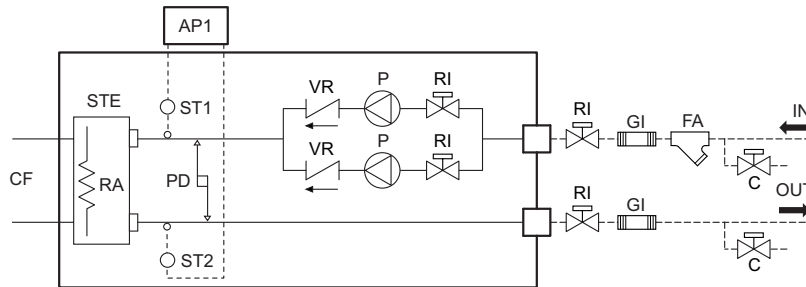 AP1
STE
ST1
VR
P
RI
RI
GI
FA
IN
CF
RA
PD
VR
P
RI
C
OUT
RI
GI
ST2
C